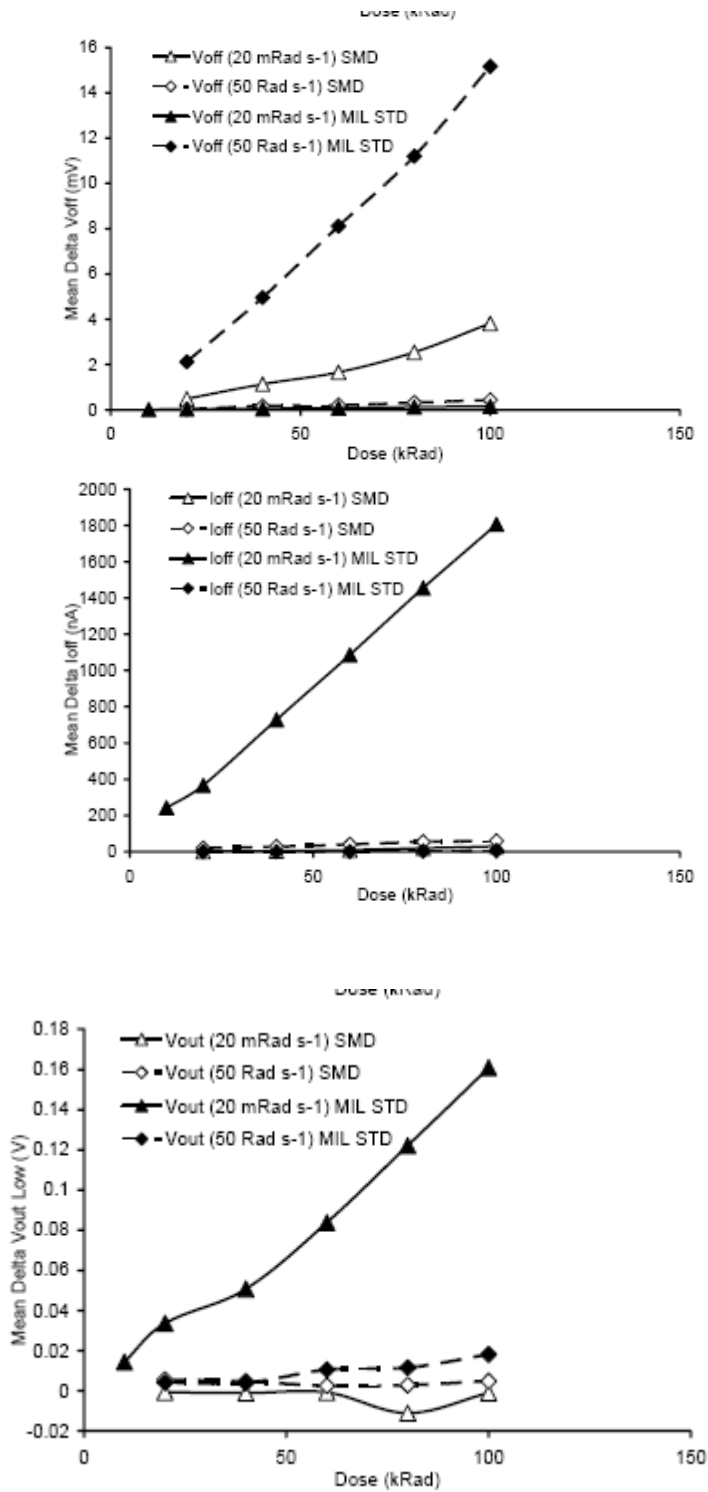 Dose (kRad)
16
14
12
10
8
6
4
2
0
Mean Delta Voff (mV)
Voff (20 mRad s-1) SMD
Voff (50 Rad s-1) SMD
Voff (20 mRad s-1) MIL STD
Voff (50 Rad s-1) MIL STD
0 50 100 150
Dose (kRad)
2000
1800
1600
1400
1200
1000
800
600
400
200
0
Mean Delta Ioff (nA)
Ioff (20 mRad s-1) SMD
Ioff (50 Rad s-1) SMD
Ioff (20 mRad s-1) MIL STD
Ioff (50 Rad s-1) MIL STD
0 50 100 150
Dose (kRad)
Dose (kRad)
0.18
0.16
0.14
0.12
0.1
0.08
0.06
0.04
0.02
0
-0.02
Mean Delta Vout Low (V)
Vout (20 mRad s-1) SMD
Vout (50 Rad s-1) SMD
Vout (20 mRad s-1) MIL STD
Vout (50 Rad s-1) MIL STD
0 50 100 150
Dose (kRad)